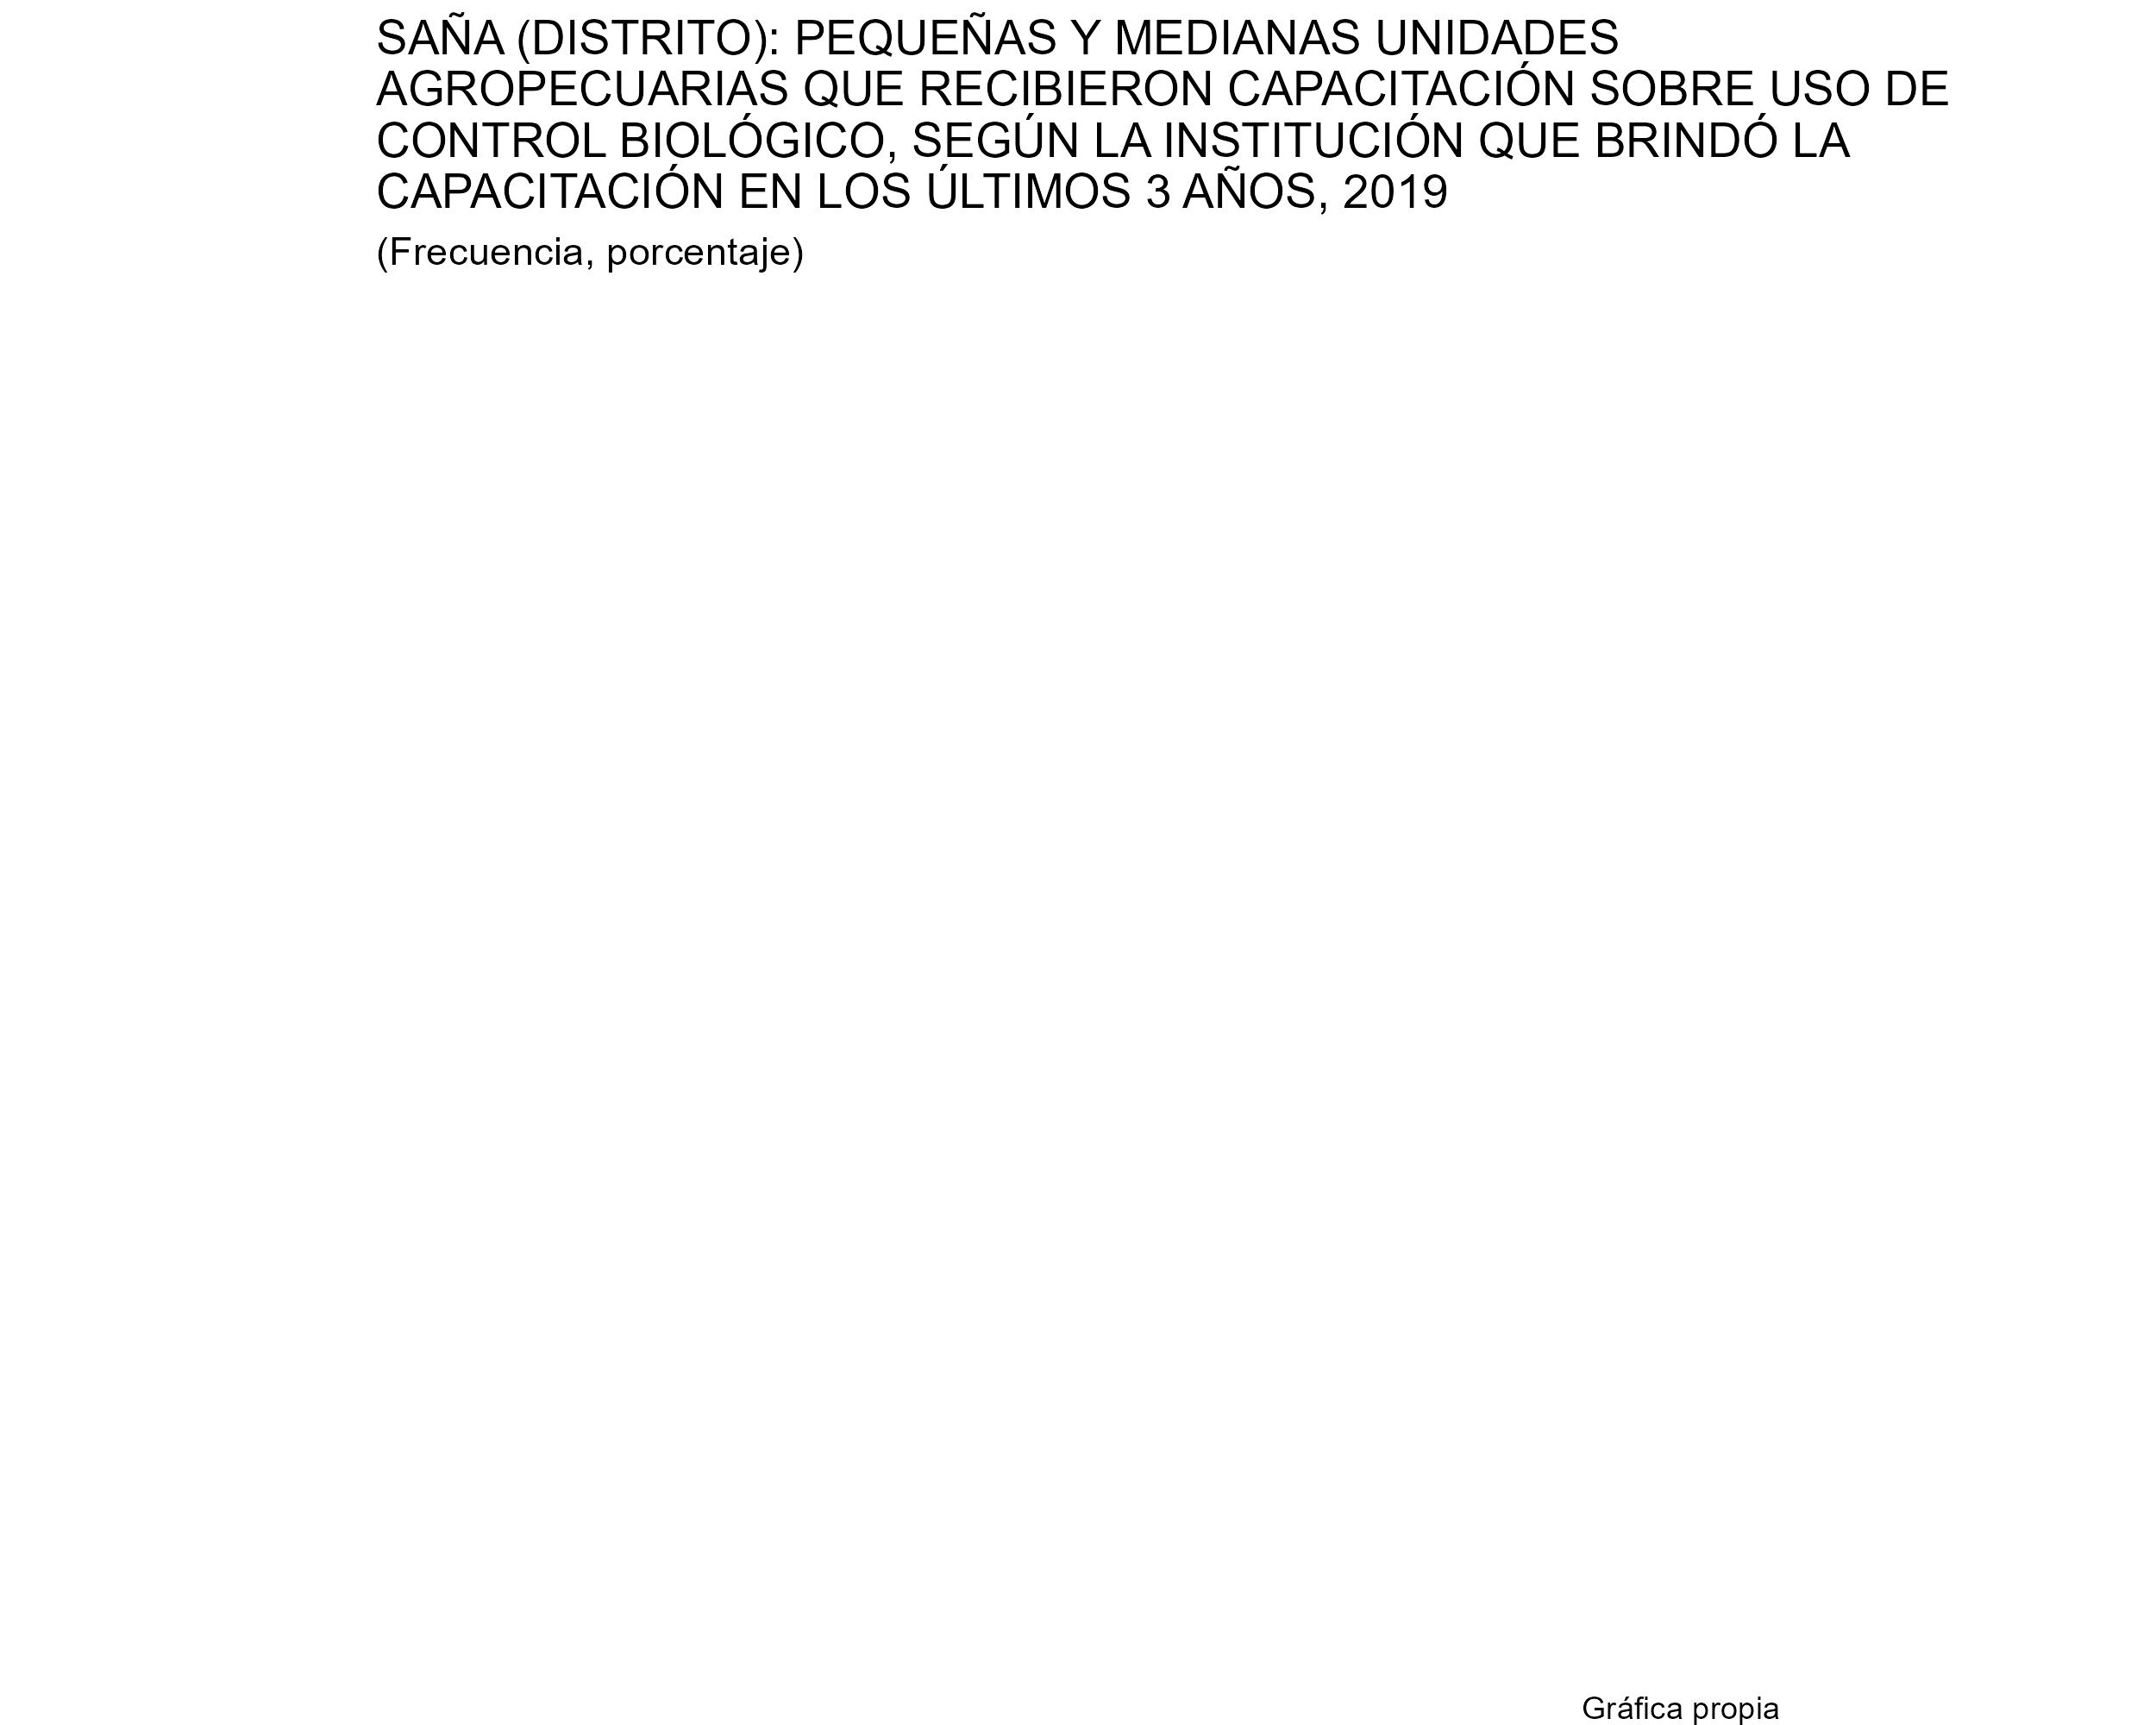 SAÑA (DISTRITO): PEQUEÑAS Y MEDIANAS UNIDADES
AGROPECUARIAS QUE RECIBIERON CAPACITACIÓN SOBRE USO DE
CONTROL BIOLÓGICO, SEGÚN LA INSTITUCIÓN QUE BRINDÓ LA
CAPACITACIÓN EN LOS ÚLTIMOS 3 AÑOS, 2019
(Frecuencia, porcentaje)
Gráfica propia